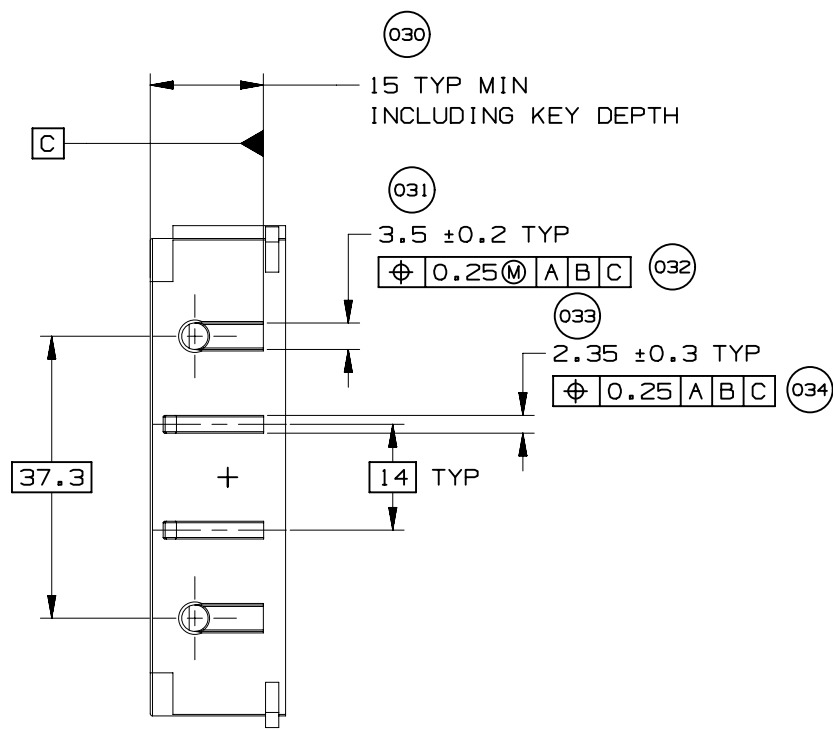 030
15 TYP MIN
INCLUDING KEY DEPTH
C
031
3.5 ±0.2 TYP
⌖ 0.25Ⓜ A B C 032
033
2.35 ±0.3 TYP
⌖ 0.25 A B C 034
37.3
14 TYP